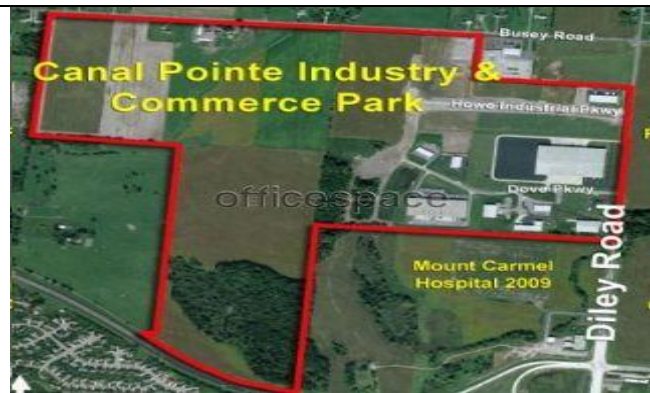 Busey Road
Canal Pointe Industry &
Commerce Park
Howe Industrial Pkwy
officespace
Dove Pkwy
Diley Road
Mount Carmel
Hospital 2009